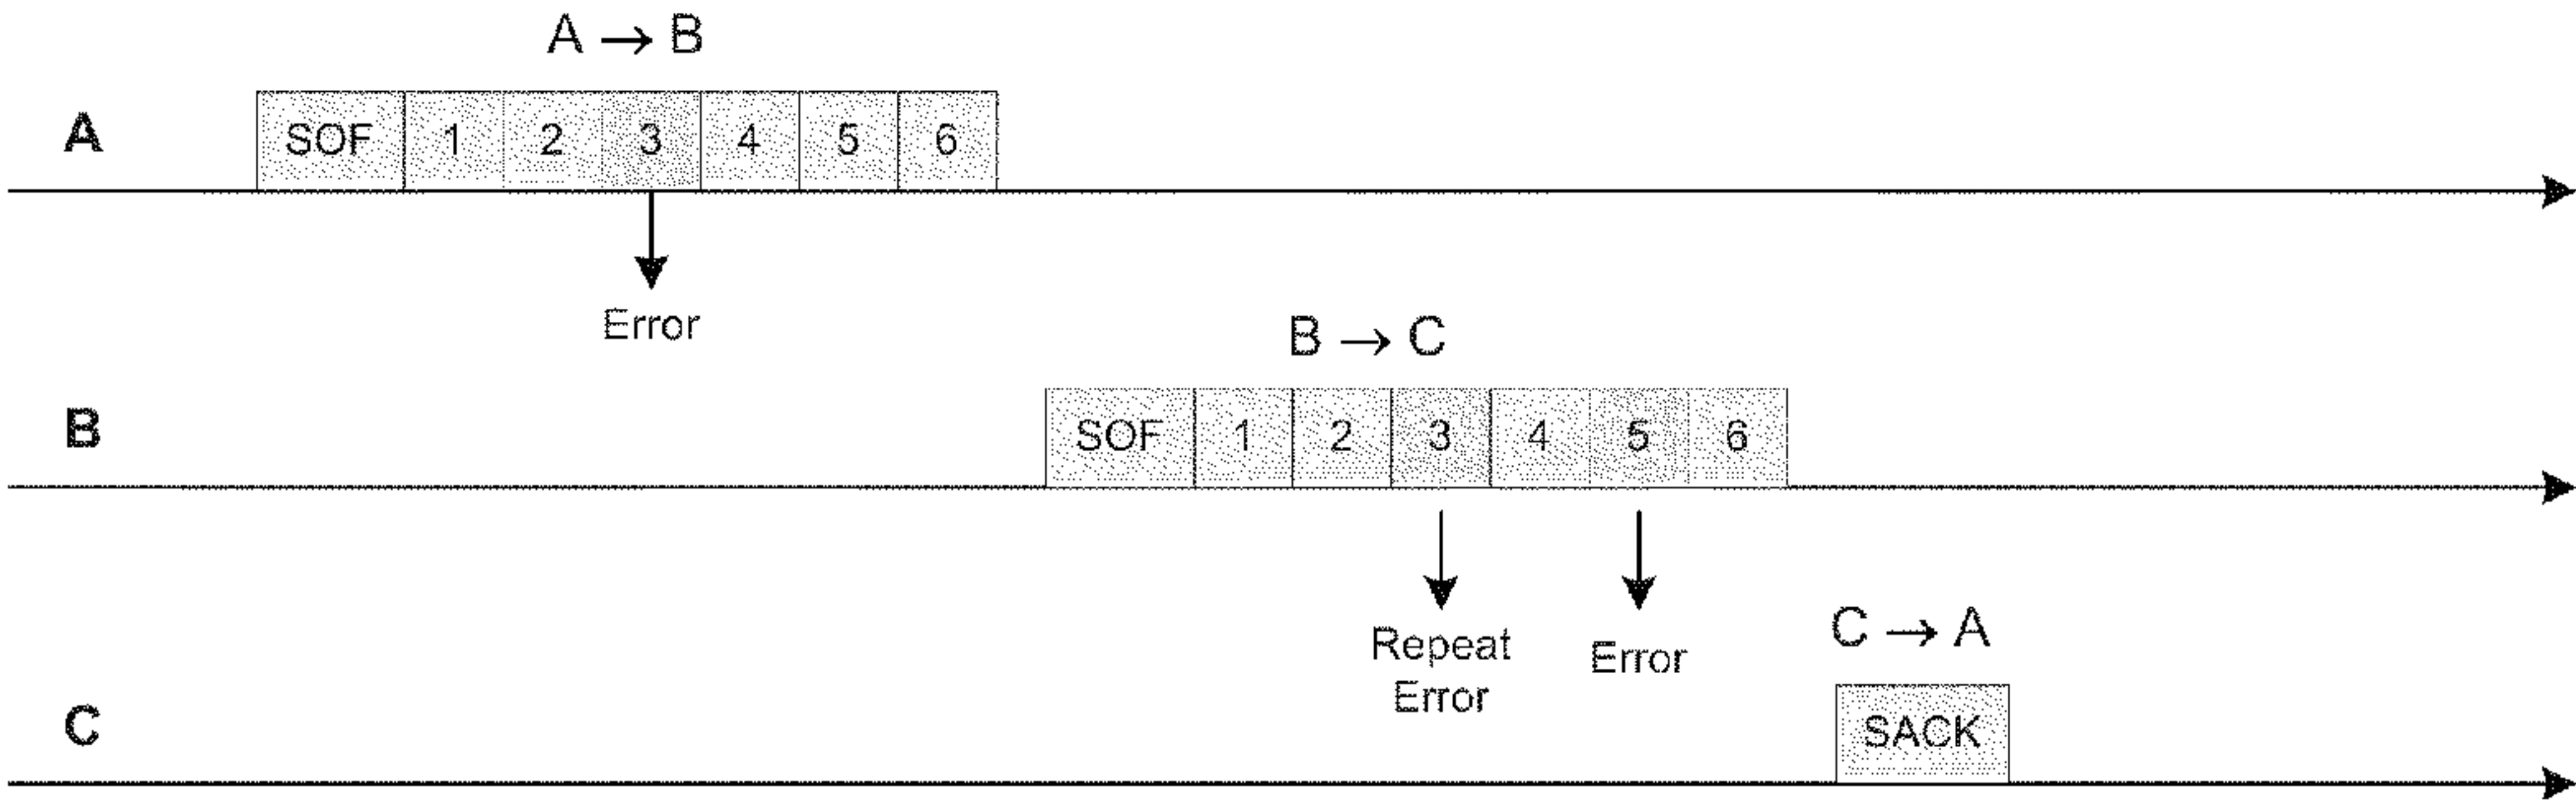 A → B
A
SOF 1 2 3 4 5 6
Error
B → C
B
SOF 1 2 3 4 5 6
Repeat
Error
Error
C → A
C
SACK